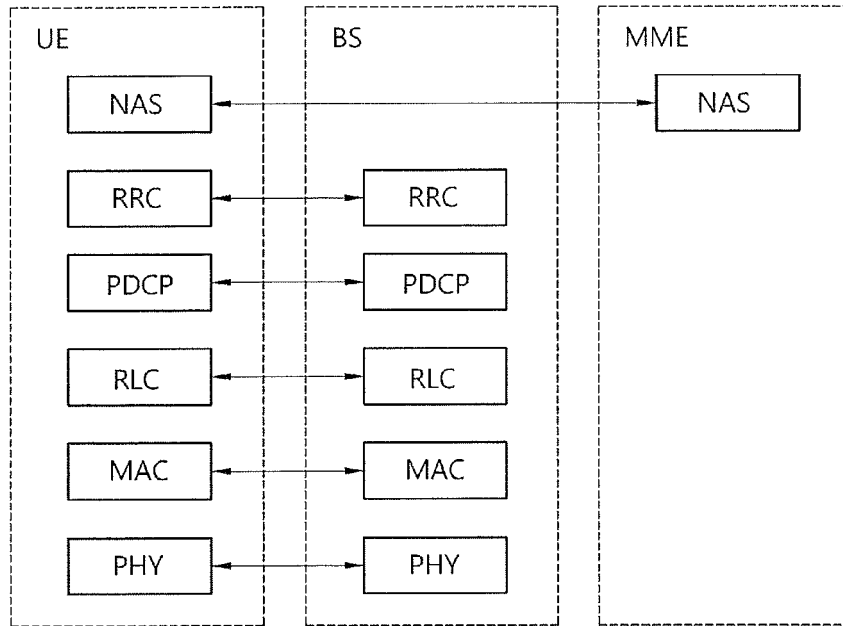 UE BS MME
NAS NAS
RRC RRC
PDCP PDCP
RLC RLC
MAC MAC
PHY PHY